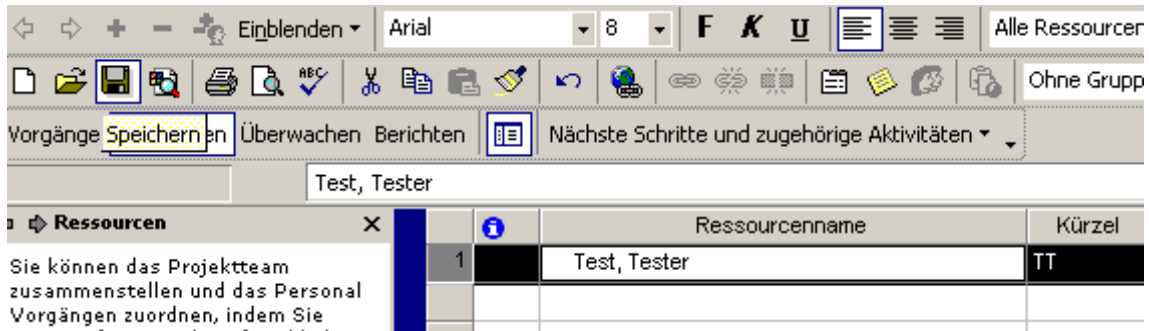 Einblenden Arial 8 F K U Alle Ressourcen
ABC Ohne Grupp
Vorgänge Speichern en Überwachen Berichten Nächste Schritte und zugehörige Aktivitäten
Test, Tester
Ressourcen Ressourcenname Kürzel
1 Test, Tester TT
Sie können das Projektteam
zusammenstellen und das Personal
Vorgängen zuordnen, indem Sie